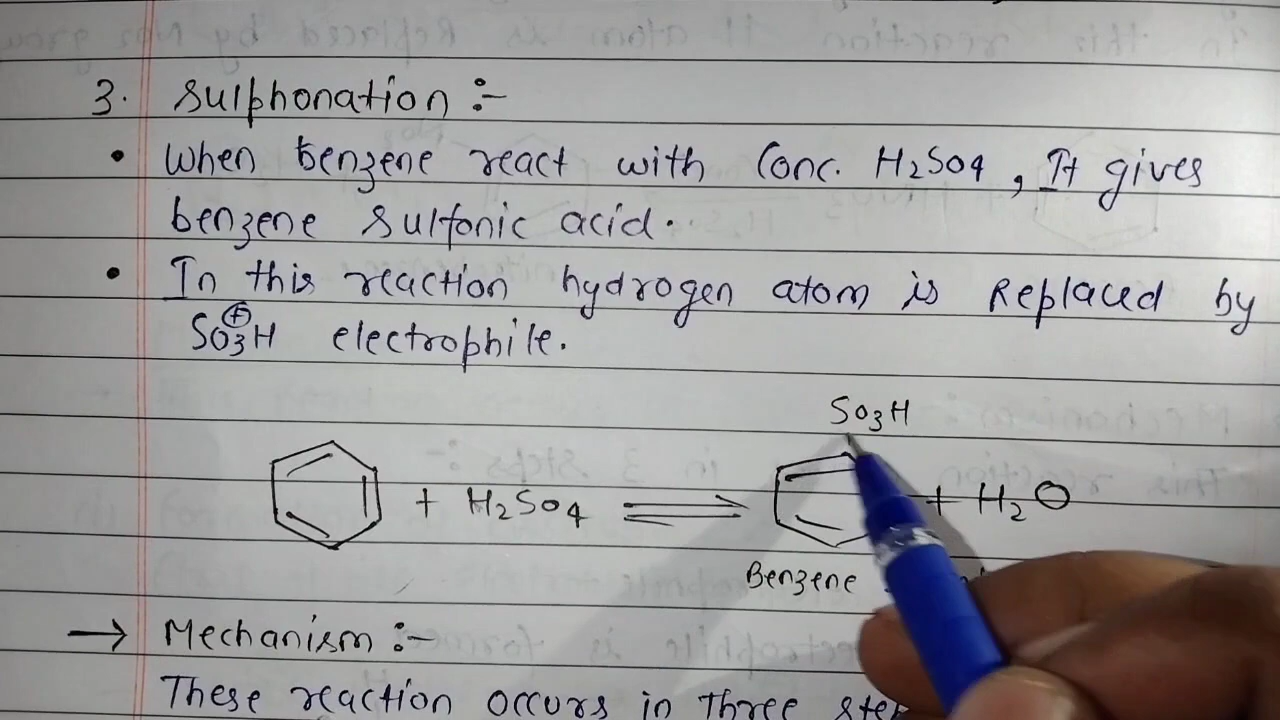 3. Sulphonation :-
• When benzene react with Conc. H2SO4, It gives
benzene sulfonic acid.
• In this reaction hydrogen atom is Replaced by
SO3H⊕ electrophile.
SO3H
+ H2SO4 ⇌ + H2O
Benzene
→ Mechanism :-
These reaction occurs in three